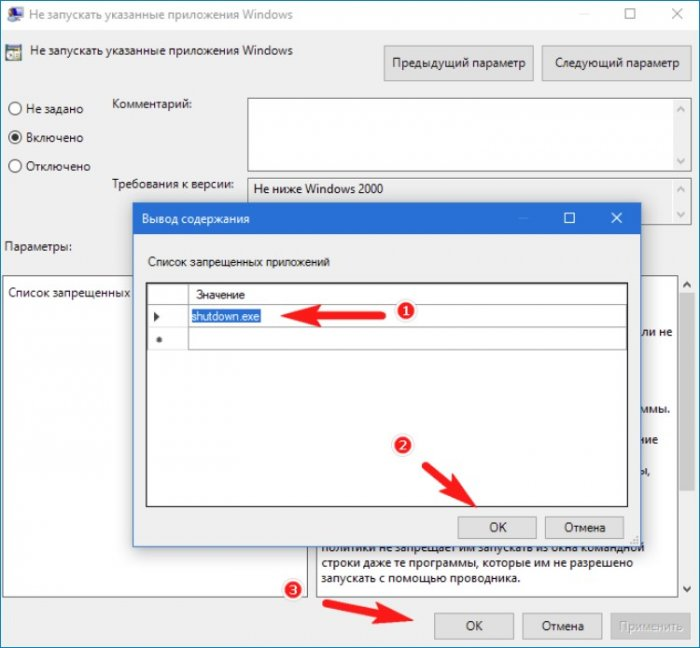 Не запускать указанные приложения Windows
Не запускать указанные приложения Windows
Предыдущий параметр
Следующий параметр
Не задано
Комментарий:
Включено
Отключено
Требования к версии:
Не ниже Windows 2000
Вывод содержания
Параметры:
Список запрещенных приложений
Список запрещенных
Значение
shutdown.exe
1
ли не
мы.
ние
ы,
2
OK
Отмена
политики не запрещает им запускать из окна командной
строки даже те программы, которые им не разрешено
запускать с помощью проводника.
3
OK
Отмена
Применить